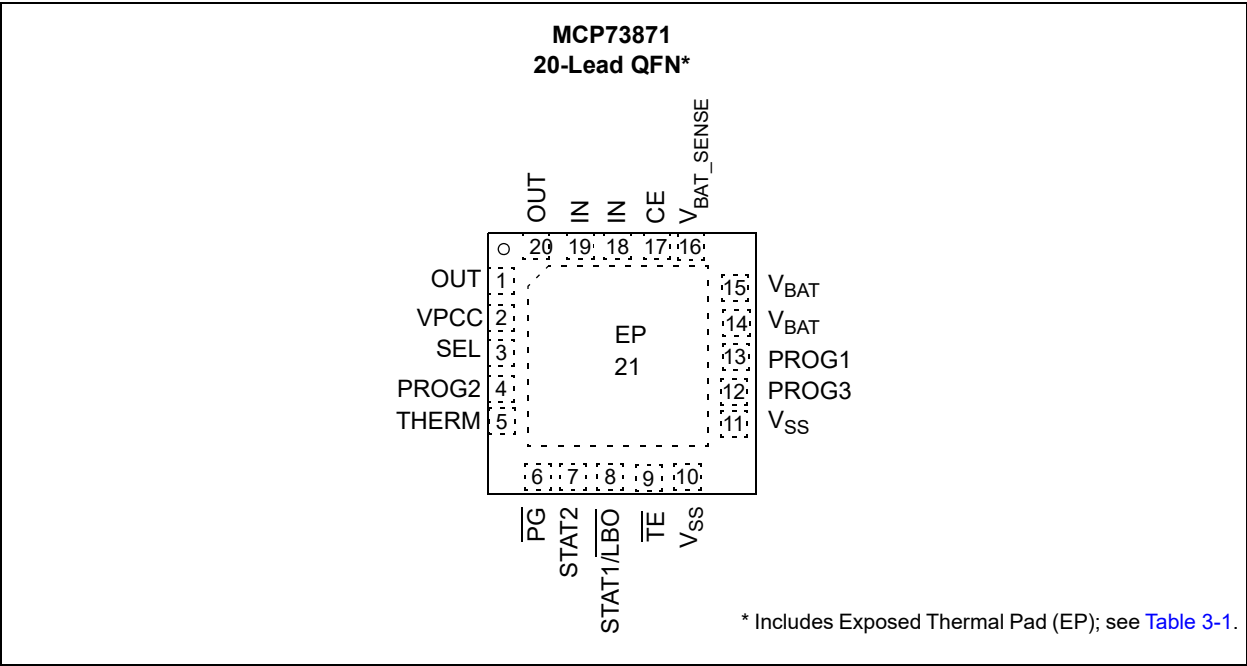 MCP73871
20-Lead QFN*
OUT
IN
IN
CE
VBAT_SENSE
20
19
18
17
16
OUT 1
VPCC 2
SEL 3
PROG2 4
THERM 5
EP
21
15 VBAT
14 VBAT
13 PROG1
12 PROG3
11 VSS
6
7
8
9
10
PG
STAT2
STAT1/LBO
TE
VSS
* Includes Exposed Thermal Pad (EP); see Table 3-1.